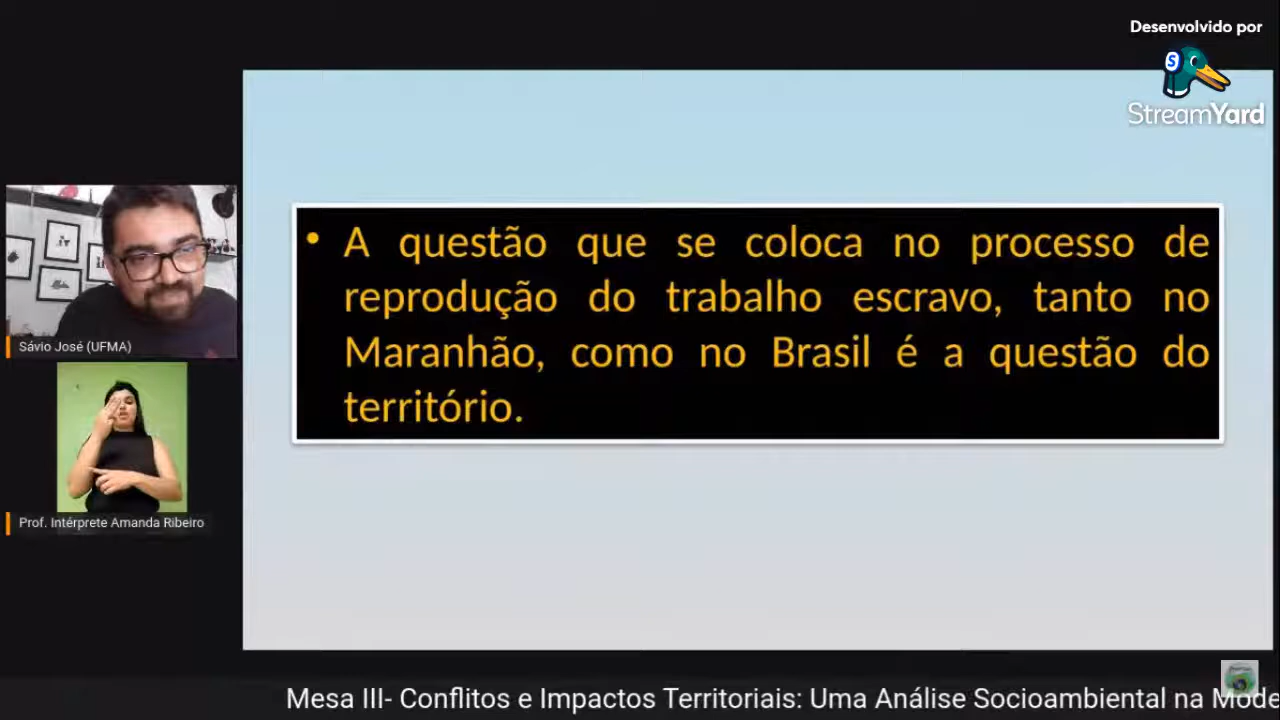 Desenvolvido por
StreamYard
• A questão que se coloca no processo de
reprodução do trabalho escravo, tanto no
Maranhão, como no Brasil é a questão do
território.
Sávio José (UFMA)
Prof. Intérprete Amanda Ribeiro
Mesa III- Conflitos e Impactos Territoriais: Uma Análise Socioambiental na Mode